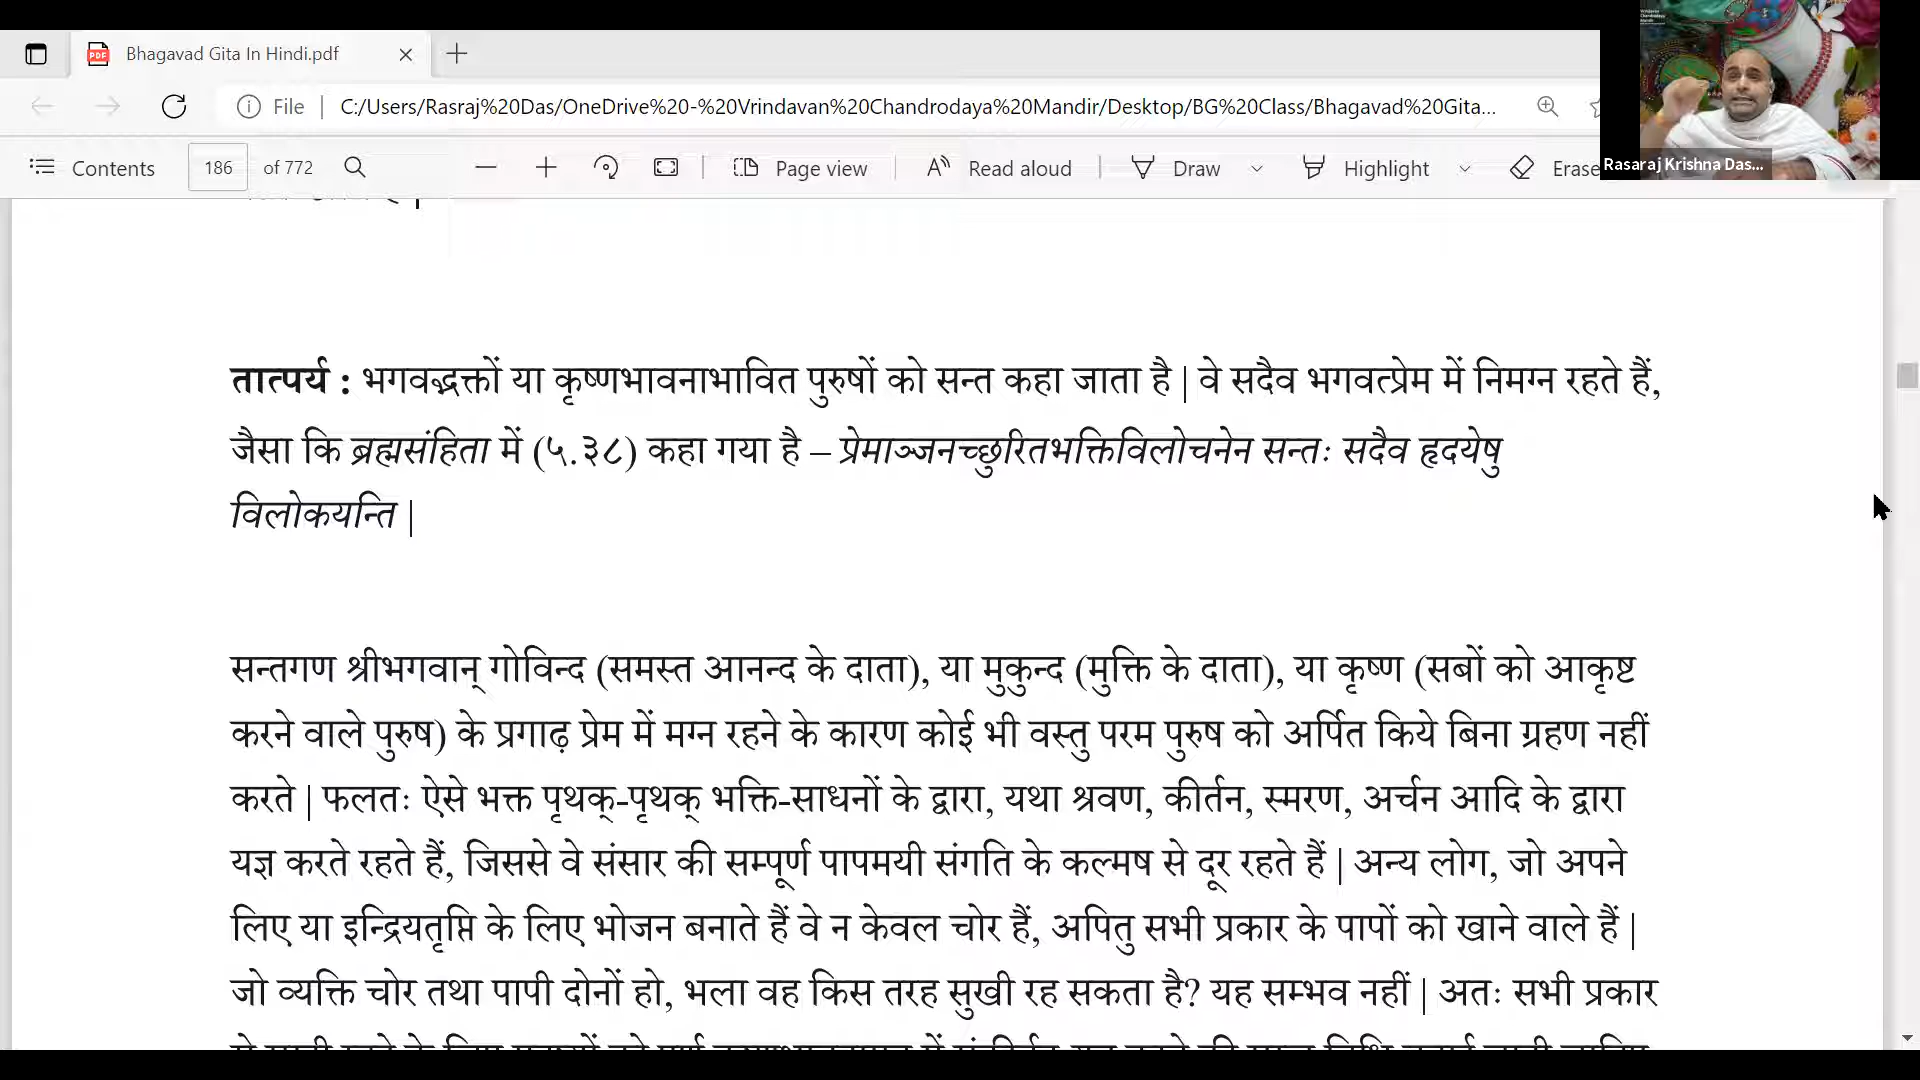 Bhagavad Gita In Hindi.pdf
File
C:/Users/Rasraj%20Das/OneDrive%20-%20Vrindavan%20Chandrodaya%20Mandir/Desktop/BG%20Class/Bhagavad%20Gita...
Contents 186 of 772 Page view Read aloud Draw Highlight Erase
Rasaraj Krishna Das...
तात्पर्य : भगवद्भक्तों या कृष्णभावनाभावित पुरुषों को सन्त कहा जाता है | वे सदैव भगवत्प्रेम में निमग्न रहते हैं,
जैसा कि ब्रह्मसंहिता में (५.३८) कहा गया है – प्रेमाञ्जनच्छुरितभक्तिविलोचनेन सन्तः सदैव हृदयेषु
विलोकयन्ति |
सन्तगण श्रीभगवान् गोविन्द (समस्त आनन्द के दाता), या मुकुन्द (मुक्ति के दाता), या कृष्ण (सबों को आकृष्ट
करने वाले पुरुष) के प्रगाढ़ प्रेम में मग्न रहने के कारण कोई भी वस्तु परम पुरुष को अर्पित किये बिना ग्रहण नहीं
करते | फलतः ऐसे भक्त पृथक्-पृथक् भक्ति-साधनों के द्वारा, यथा श्रवण, कीर्तन, स्मरण, अर्चन आदि के द्वारा
यज्ञ करते रहते हैं, जिससे वे संसार की सम्पूर्ण पापमयी संगति के कल्मष से दूर रहते हैं | अन्य लोग, जो अपने
लिए या इन्द्रियतृप्ति के लिए भोजन बनाते हैं वे न केवल चोर हैं, अपितु सभी प्रकार के पापों को खाने वाले हैं |
जो व्यक्ति चोर तथा पापी दोनों हो, भला वह किस तरह सुखी रह सकता है? यह सम्भव नहीं | अतः सभी प्रकार